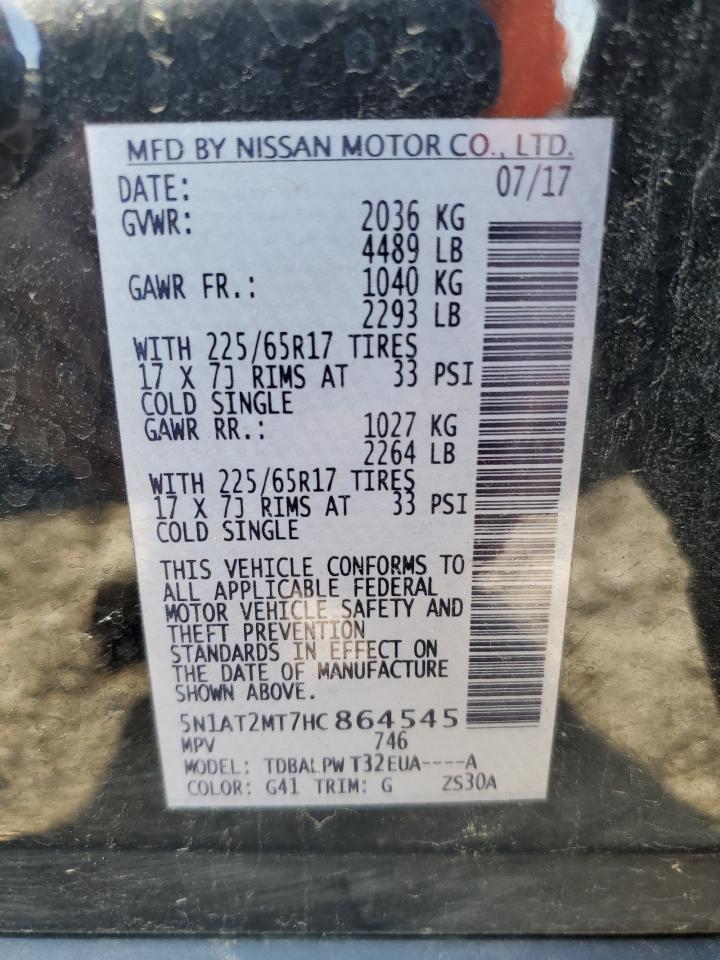 MFD BY NISSAN MOTOR CO., LTD.
DATE: 07/17
GVWR: 2036 KG
4489 LB
GAWR FR.: 1040 KG
2293 LB
WITH 225/65R17 TIRES
17 X 7J RIMS AT 33 PSI
COLD SINGLE
GAWR RR.: 1027 KG
2264 LB
WITH 225/65R17 TIRES
17 X 7J RIMS AT 33 PSI
COLD SINGLE
THIS VEHICLE CONFORMS TO
ALL APPLICABLE FEDERAL
MOTOR VEHICLE SAFETY AND
THEFT PREVENTION
STANDARDS IN EFFECT ON
THE DATE OF MANUFACTURE
SHOWN ABOVE.
5N1AT2MT7HC864545
MPV 746
MODEL: TDBALPW T32EUA----A
COLOR: G41 TRIM: G ZS30A